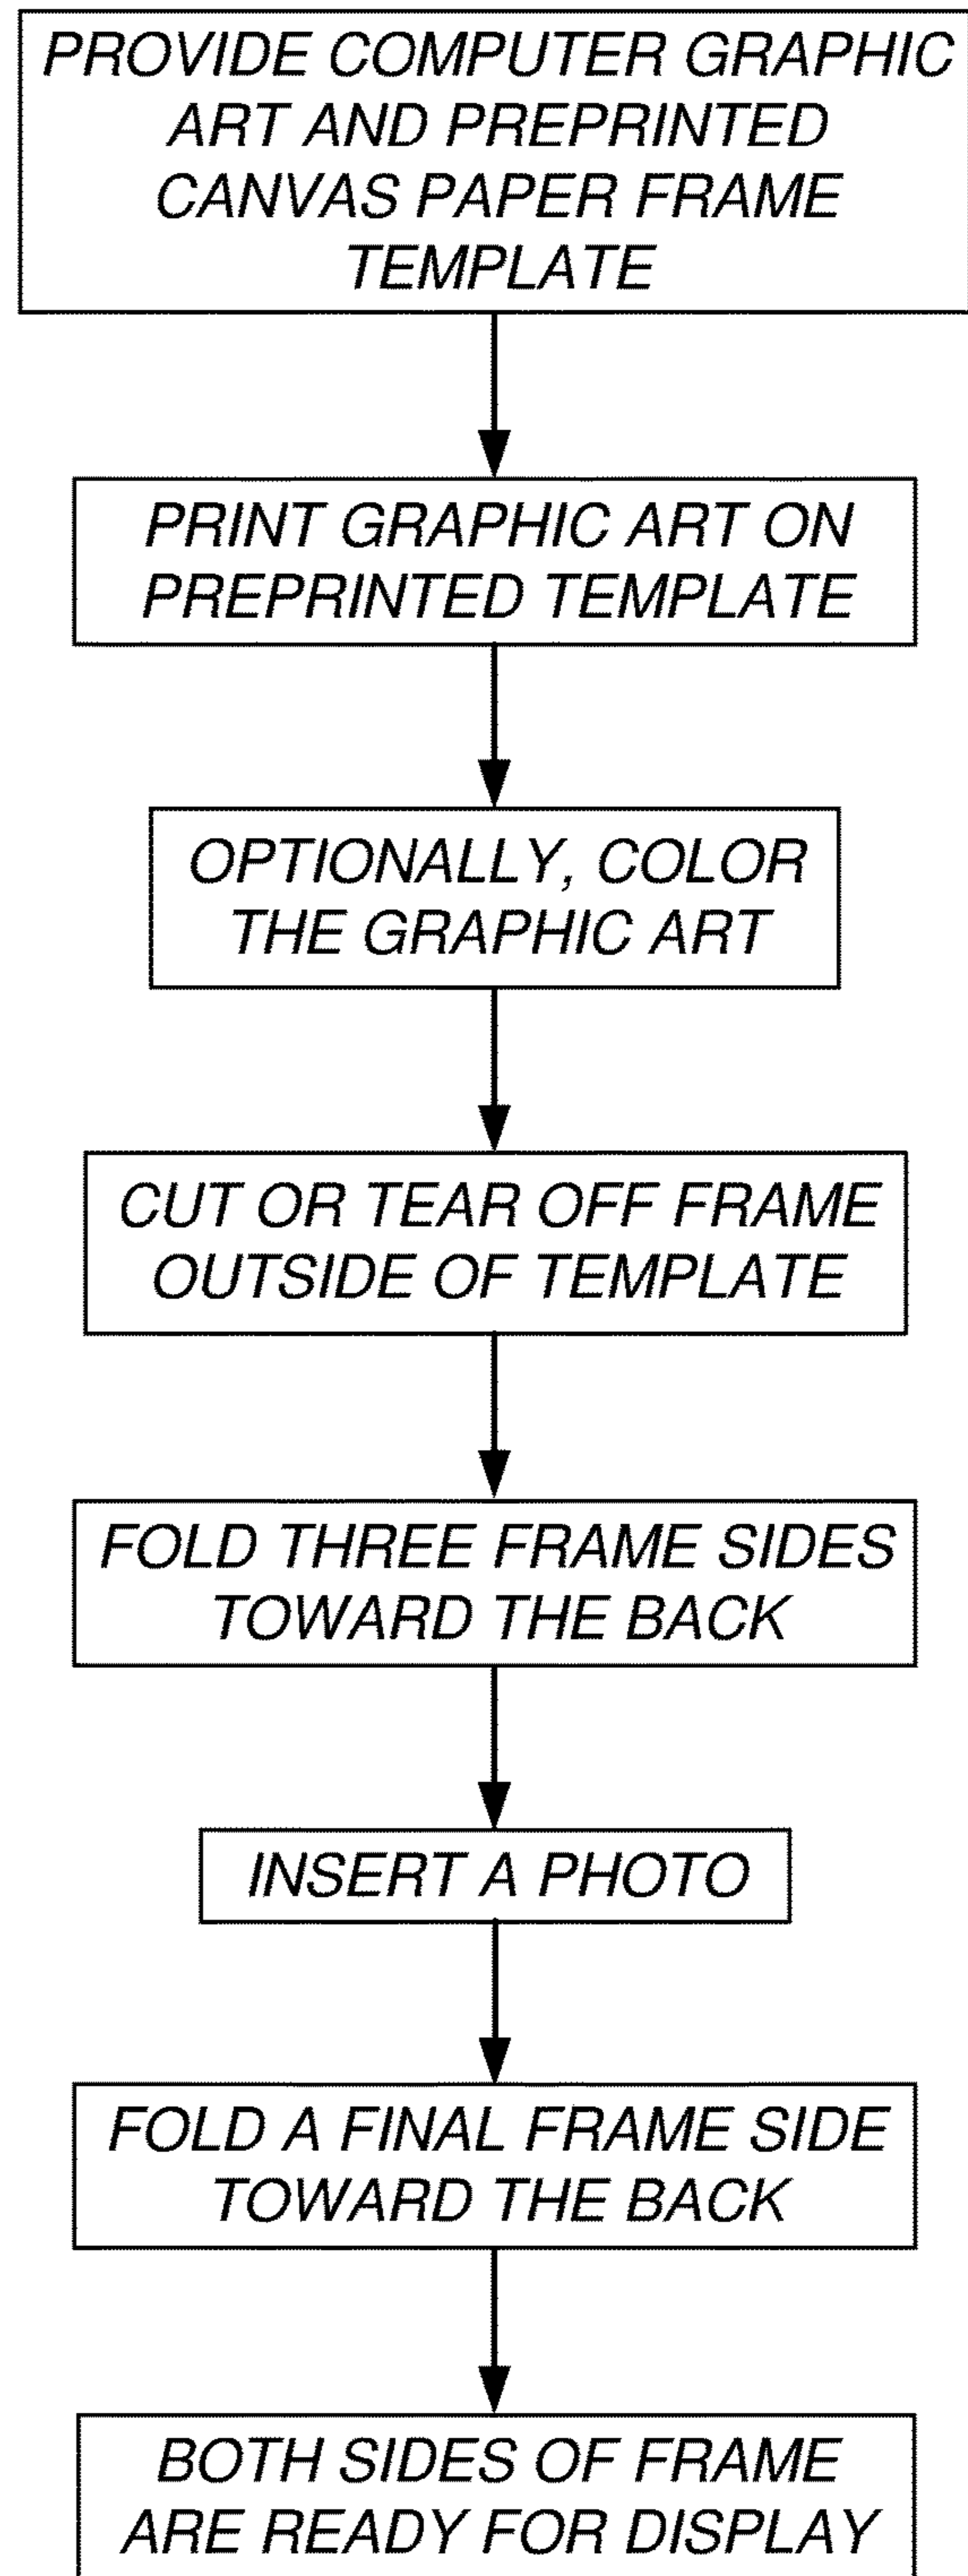 PROVIDE COMPUTER GRAPHIC
ART AND PREPRINTED
CANVAS PAPER FRAME
TEMPLATE
PRINT GRAPHIC ART ON
PREPRINTED TEMPLATE
OPTIONALLY, COLOR
THE GRAPHIC ART
CUT OR TEAR OFF FRAME
OUTSIDE OF TEMPLATE
FOLD THREE FRAME SIDES
TOWARD THE BACK
INSERT A PHOTO
FOLD A FINAL FRAME SIDE
TOWARD THE BACK
BOTH SIDES OF FRAME
ARE READY FOR DISPLAY